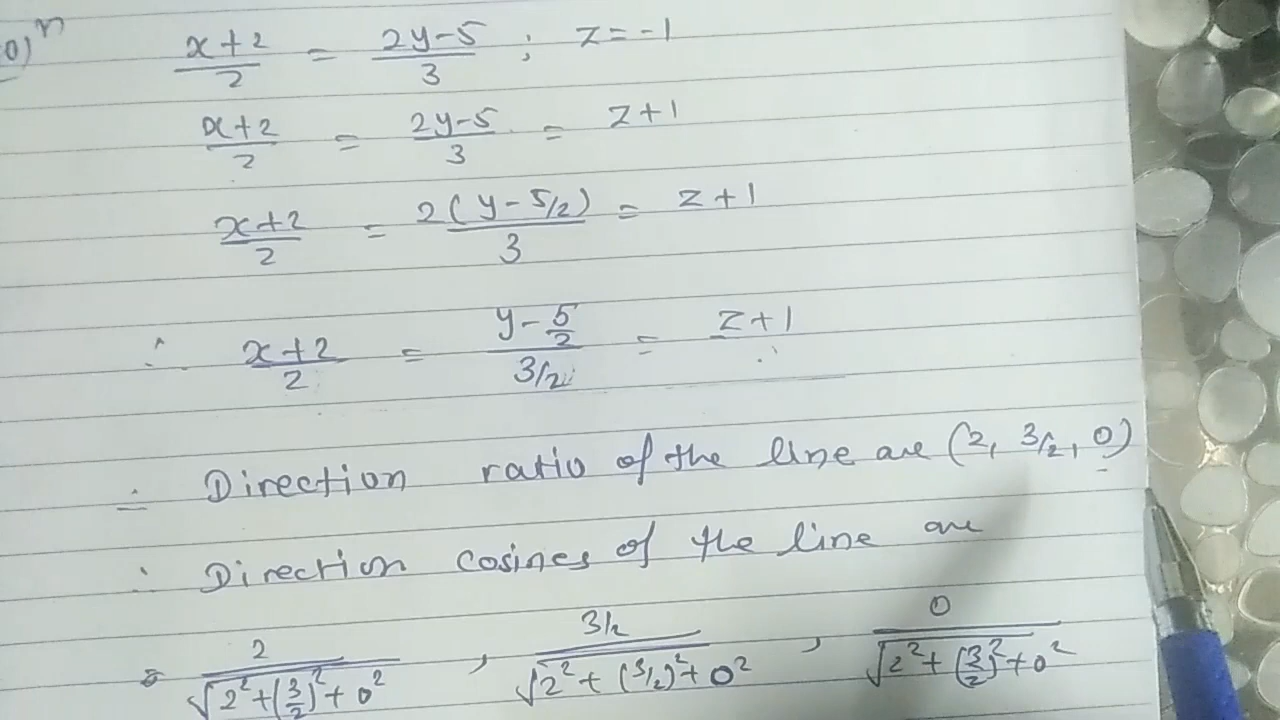 0) n x+2/2 = 2y-5/3 ; z=-1
x+2/2 = 2y-5/3 = z+1
x+2/2 = 2(y-5/2)/3 = z+1
∴ x+2/2 = y-5/2/3/2 = z+1
∴ Direction ratio of the line are (2, 3/2, 0)
∴ Direction cosines of the line are
2/√2²+(3/2)²+0² , 3/2/√2²+(3/2)²+0² , 0/√2²+(3/2)²+0²